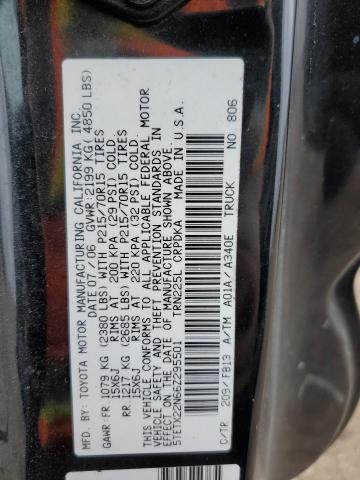 MFD. BY: TOYOTA MOTOR MANUFACTURING CALIFORNIA INC.
DATE 07 / 06 GVWR: 2199 KG( 4850 LBS)
GAWR: FR. 1079 KG (2380 LBS) WITH P215/70R15 TIRES
15X6J RIMS AT 200 KPA (29 PSI) COLD.
RR. 1217 KG (2685 LBS) WITH P215/70R15 TIRES
15X6J RIMS AT 220 KPA (32 PSI) COLD.
THIS VEHICLE CONFORMS TO ALL APPLICABLE FEDERAL MOTOR
VEHICLE SAFETY AND THEFT PREVENTION STANDARDS IN
EFFECT ON THE DATE OF MANUFACTURE SHOWN ABOVE.
5TETX22N66Z295501 TRN225L CRPDKA MADE IN U.S.A.
C/TR 209/FB13 A/TM A01A/A340E TRUCK NO. 806